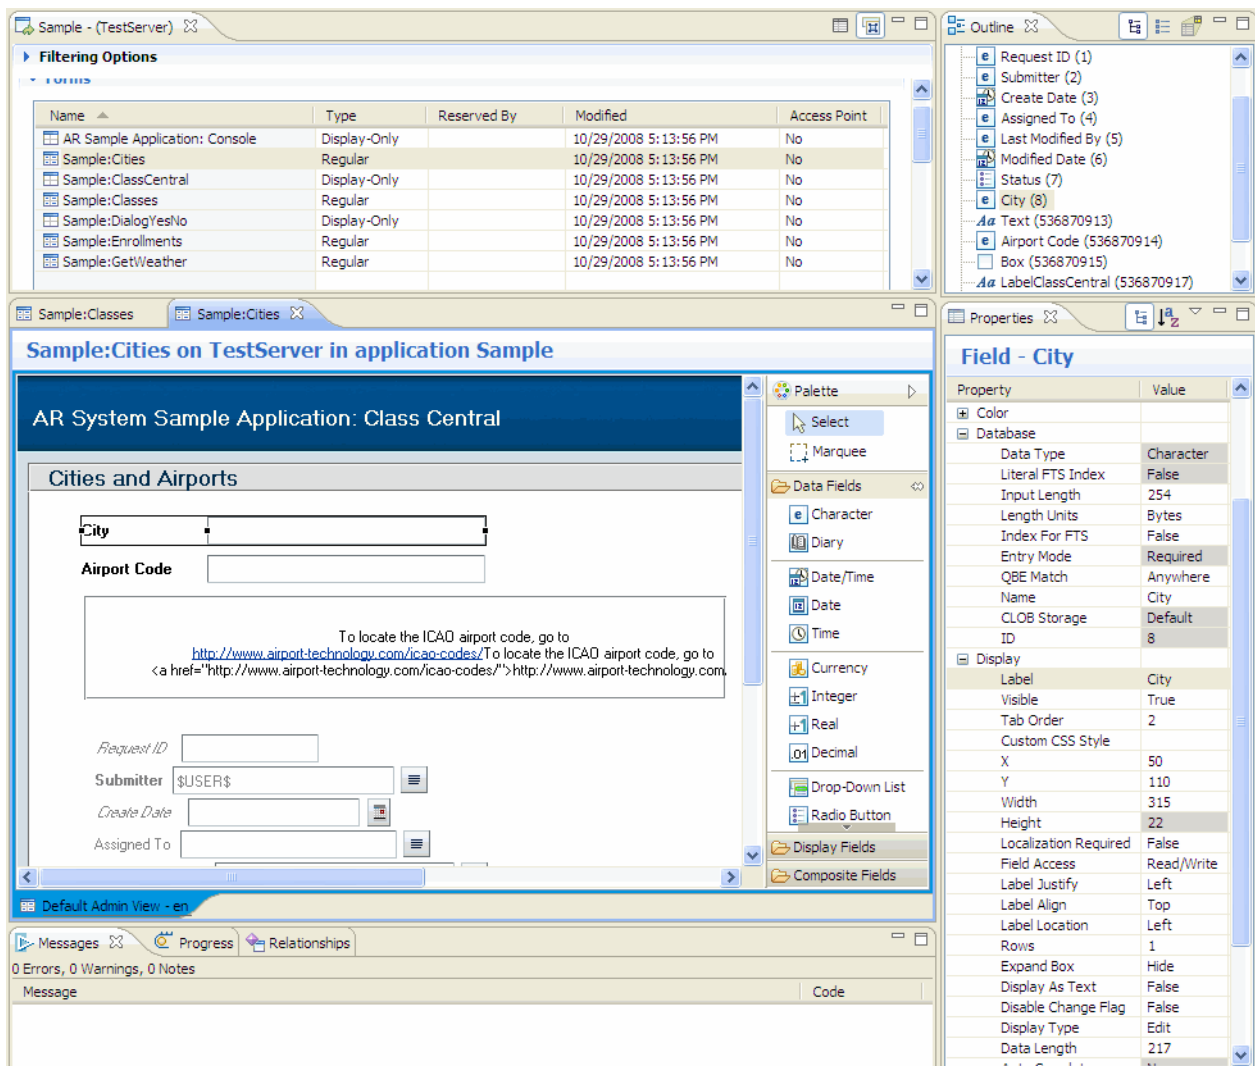 Sample - (TestServer)
Filtering Options
Forms
Name Type Reserved By Modified Access Point
AR Sample Application: Console Display-Only 10/29/2008 5:13:56 PM No
Sample:Cities Regular 10/29/2008 5:13:56 PM No
Sample:ClassCentral Display-Only 10/29/2008 5:13:56 PM No
Sample:Classes Regular 10/29/2008 5:13:56 PM No
Sample:DialogYesNo Display-Only 10/29/2008 5:13:56 PM No
Sample:Enrollments Regular 10/29/2008 5:13:56 PM No
Sample:GetWeather Regular 10/29/2008 5:13:56 PM No
Outline
Request ID (1)
Submitter (2)
Create Date (3)
Assigned To (4)
Last Modified By (5)
Modified Date (6)
Status (7)
City (8)
Aa Text (536870913)
Airport Code (536870914)
Box (536870915)
Aa LabelClassCentral (536870917)
Sample:Classes Sample:Cities
Sample:Cities on TestServer in application Sample
AR System Sample Application: Class Central
Cities and Airports
City
Airport Code
To locate the ICAO airport code, go to
http://www.airport-technology.com/icao-codes/To locate the ICAO airport code, go to
<a href="http://www.airport-technology.com/icao-codes/"">http://www.airport-technology.com.
Request ID
Submitter $USER$
Create Date
Assigned To
Default Admin View - en
Palette
Select
Marquee
Data Fields
Character
Diary
Date/Time
Date
Time
Currency
Integer
Real
Decimal
Drop-Down List
Radio Button
Display Fields
Composite Fields
Properties
Field - City
Property Value
Color
Database
Data Type Character
Literal FTS Index False
Input Length 254
Length Units Bytes
Index For FTS False
Entry Mode Required
QBE Match Anywhere
Name City
CLOB Storage Default
ID 8
Display
Label City
Visible True
Tab Order 2
Custom CSS Style
X 50
Y 110
Width 315
Height 22
Localization Required False
Field Access Read/Write
Label Justify Left
Label Align Top
Label Location Left
Rows 1
Expand Box Hide
Display As Text False
Disable Change Flag False
Display Type Edit
Data Length 217
Messages Progress Relationships
0 Errors, 0 Warnings, 0 Notes
Message Code